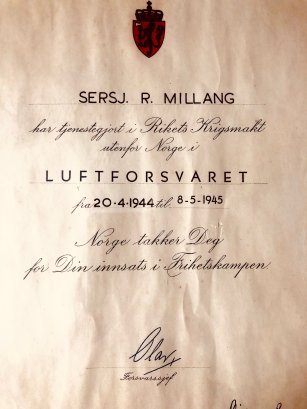 SERSJ. R. MILLANG
har tjenestegjort i Rikets Krigsmakt
utenfor Norge i
LUFTFORSVARET
fra 20·4·1944 til 8-5-1945
Norge takker Deg
for Din innsats i Frihetskampen.
Olav
Forsvarssjef